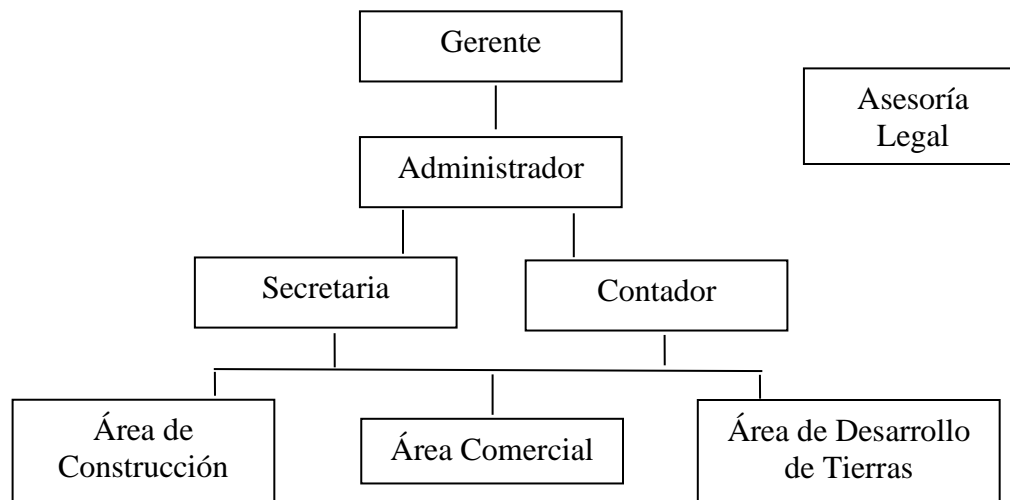 Gerente
Asesoría
Legal
Administrador
Secretaria
Contador
Área de
Construcción
Área Comercial
Área de Desarrollo
de Tierras